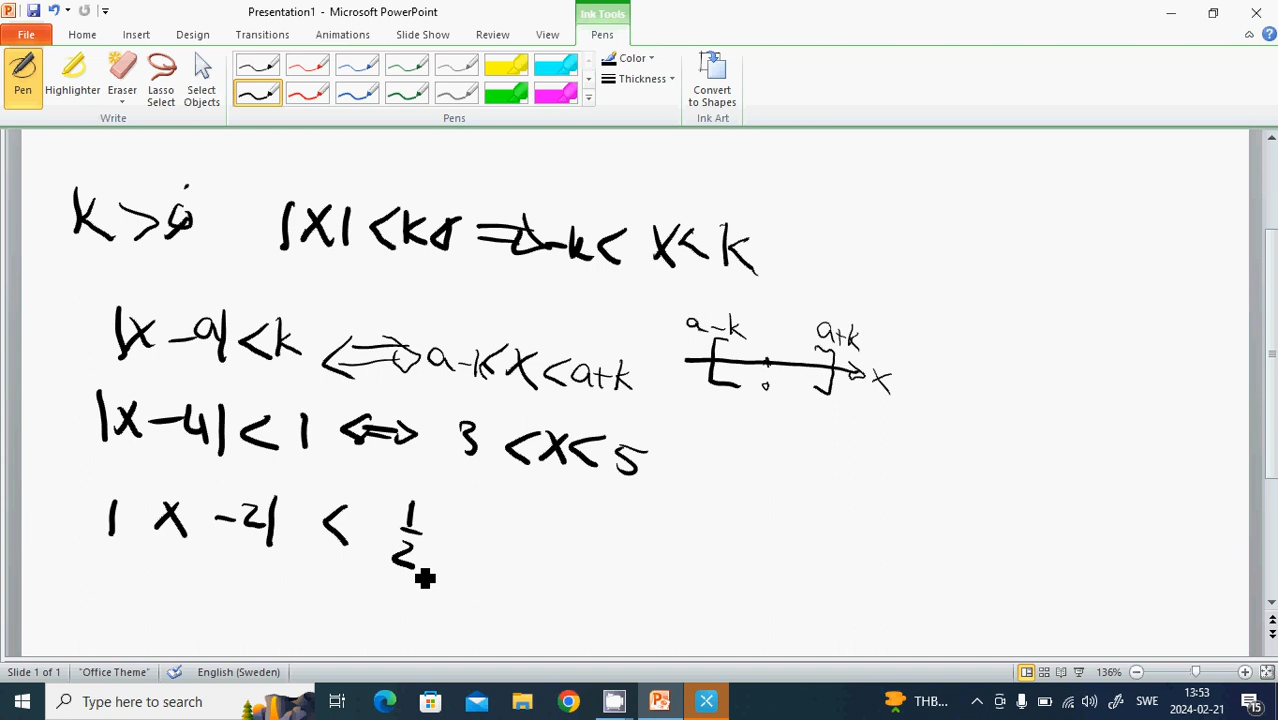 Presentation1 - Microsoft PowerPoint
Ink Tools
File Home Insert Design Transitions Animations Slide Show Review View Pens
Pen Highlighter Eraser Lasso Select Select Objects
Color
Thickness
Convert to Shapes
Write Pens Ink Art
k > 0 |x| < k ⇒ -k < x < k
a-k a+k
|x - a| < k ⇔ a-k < x < a+k
0 x
|x - 4| < 1 ⇔ 3 < x < 5
|x - 2| < 1/2
Slide 1 of 1 "Office Theme" English (Sweden) 136%
Type here to search THB... SWE 13:53
2024-02-21 15